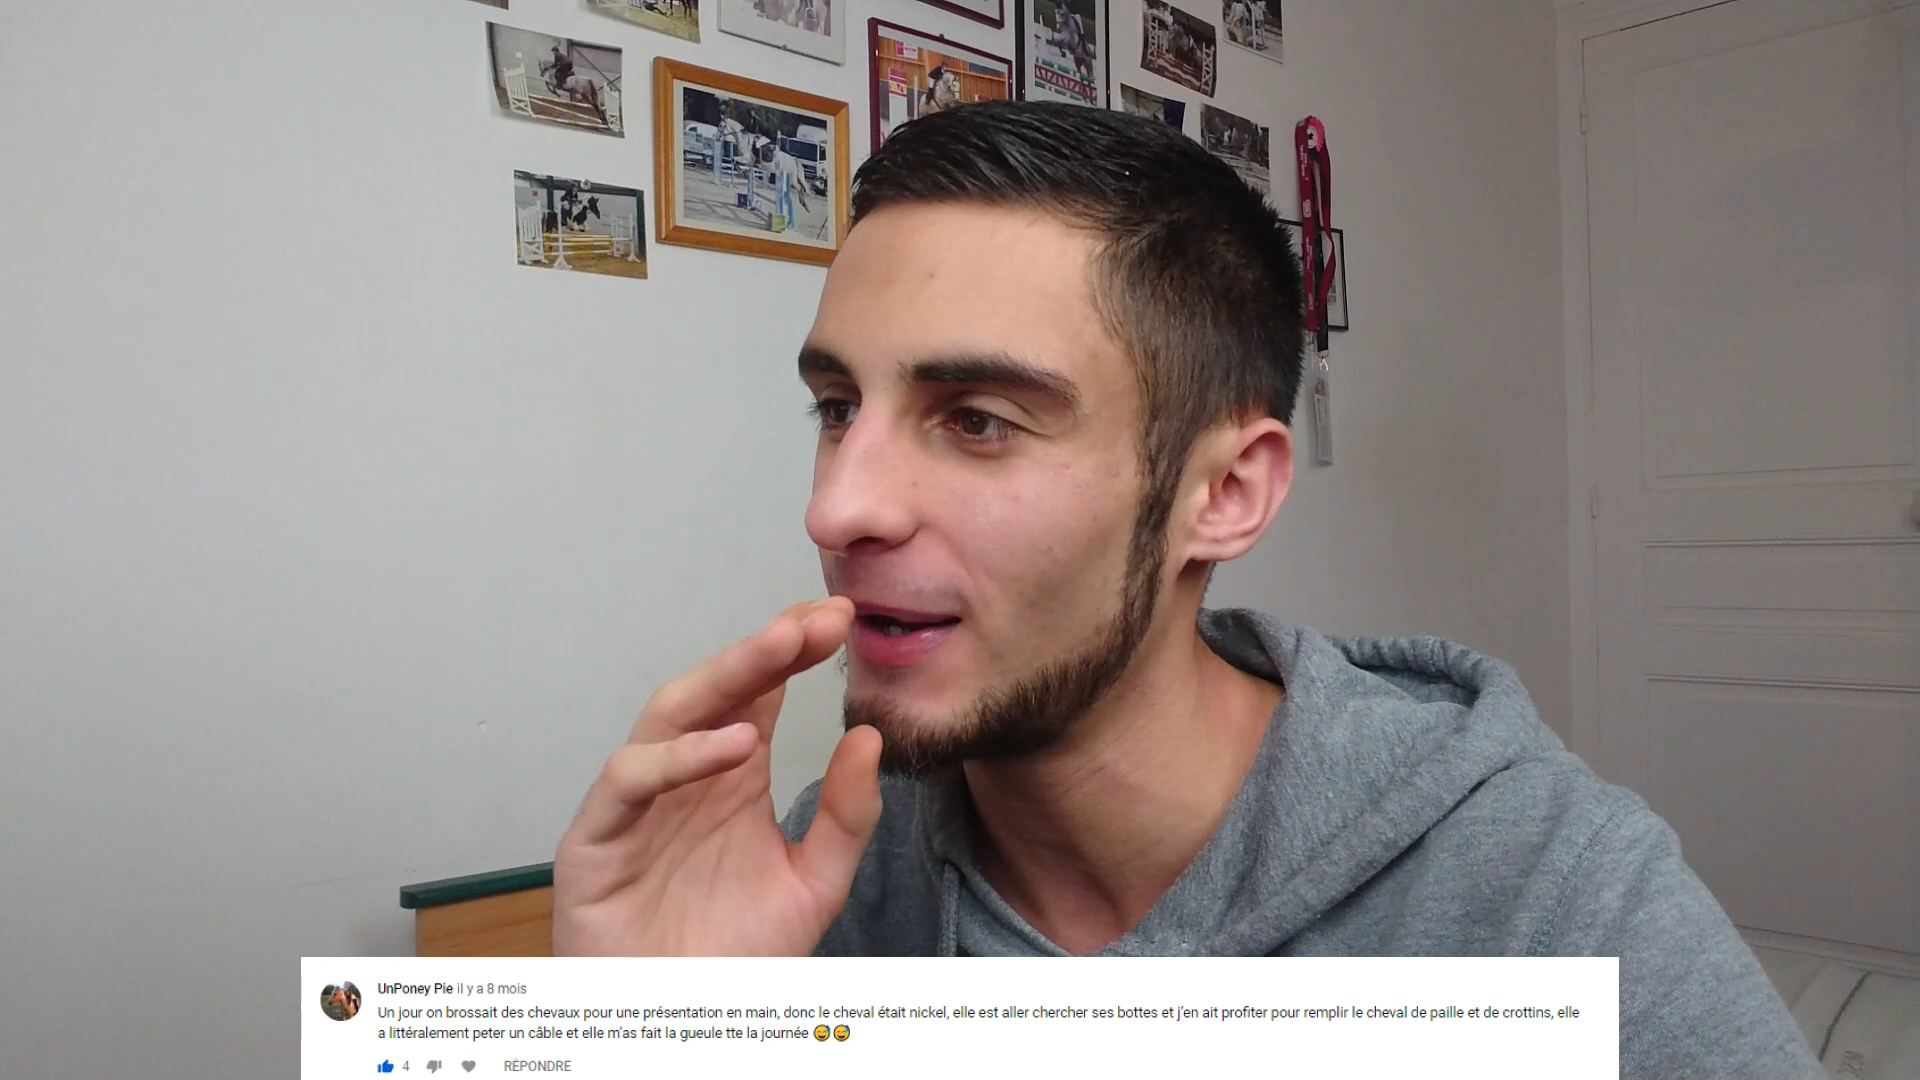 UnPoney Pie il y a 8 mois
Un jour on brossait des chevaux pour une présentation en main, donc le cheval était nickel, elle est aller chercher ses bottes et j'en ait profiter pour remplir le cheval de paille et de crottins, elle
a littéralement peter un câble et elle m'as fait la gueule tte la journée 😅😅
4 RÉPONDRE